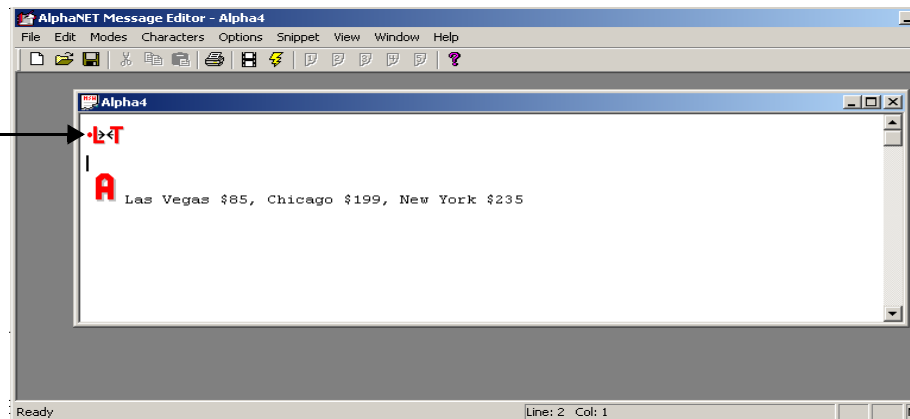 AlphaNET Message Editor - Alpha4
File Edit Modes Characters Options Snippet View Window Help
Alpha4
L T
A Las Vegas $85, Chicago $199, New York $235
Ready Line: 2 Col: 1